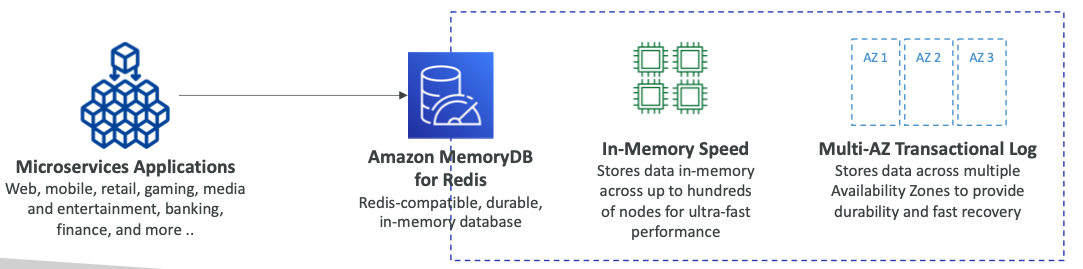 Microservices Applications
Web, mobile, retail, gaming, media
and entertainment, banking,
finance, and more ..
Amazon MemoryDB
for Redis
Redis-compatible, durable,
in-memory database
In-Memory Speed
Stores data in-memory
across up to hundreds
of nodes for ultra-fast
performance
AZ 1 AZ 2 AZ 3
Multi-AZ Transactional Log
Stores data across multiple
Availability Zones to provide
durability and fast recovery